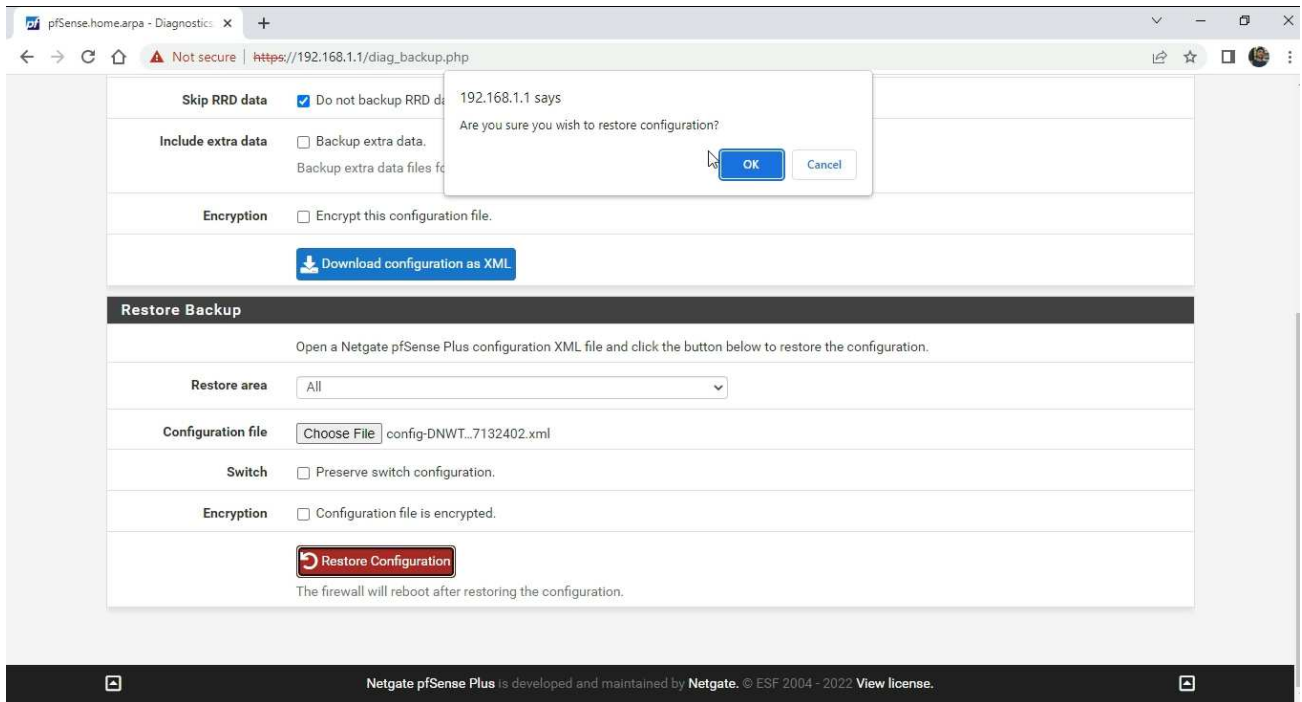 pfSense.home.arpa - Diagnostics
Not secure | https://192.168.1.1/diag_backup.php
192.168.1.1 says
Are you sure you wish to restore configuration?
OK Cancel
Skip RRD data Do not backup RRD
Include extra data Backup extra data.
Backup extra data files
Encryption Encrypt this configuration file.
Download configuration as XML
Restore Backup
Open a Netgate pfSense Plus configuration XML file and click the button below to restore the configuration.
Restore area All
Configuration file Choose File config-DNWT...7132402.xml
Switch Preserve switch configuration.
Encryption Configuration file is encrypted.
Restore Configuration
The firewall will reboot after restoring the configuration.
Netgate pfSense Plus is developed and maintained by Netgate. © ESF 2004 - 2022 View license.